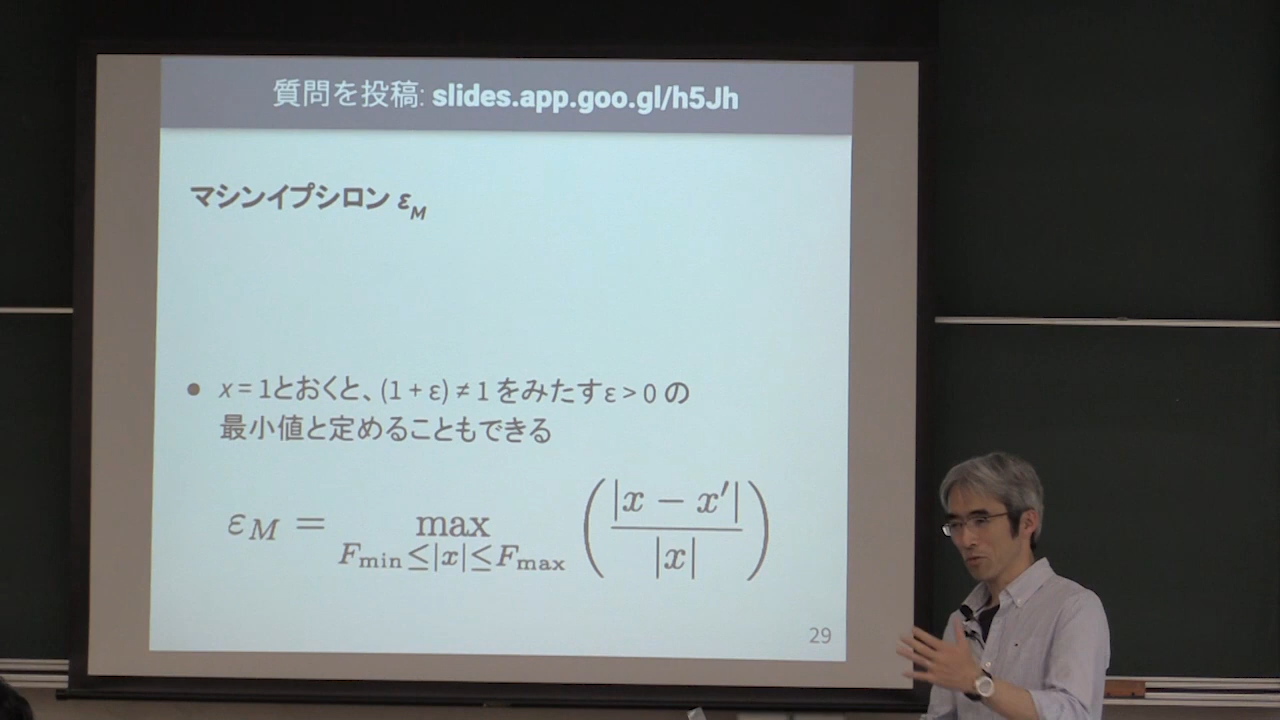 質問を投稿: slides.app.goo.gl/h5Jh
マシンイプシロン ε_M
● x = 1とおくと、(1 + ε) ≠ 1 をみたす ε > 0 の
最小値と定めることもできる
ε_M = max_{F_min ≤ |x| ≤ F_max} ( |x − x′| / |x| )
29